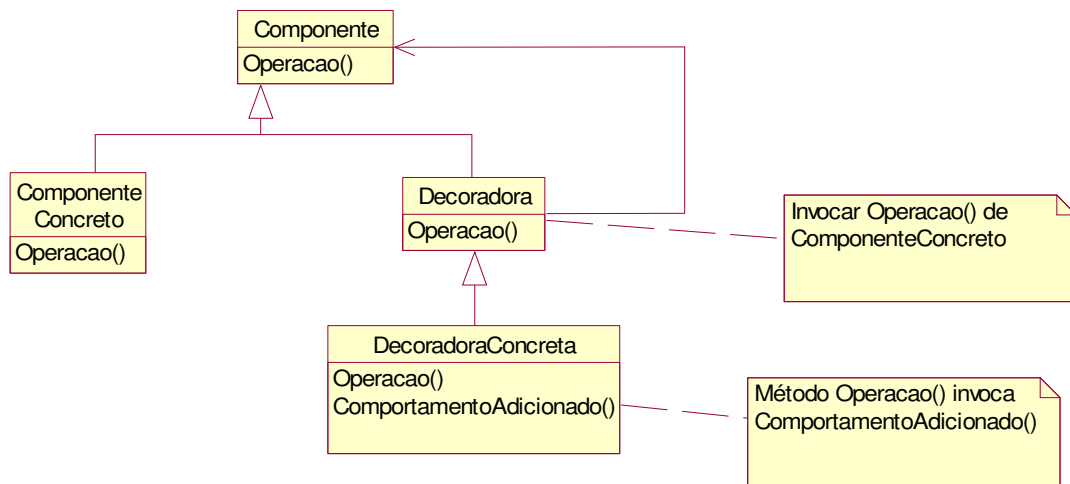 Componente
Operacao()
Componente
Concreto
Operacao()
Decoradora
Operacao()
Invocar Operacao() de
ComponenteConcreto
DecoradoraConcreta
Operacao()
ComportamentoAdicionado()
Método Operacao() invoca
ComportamentoAdicionado()